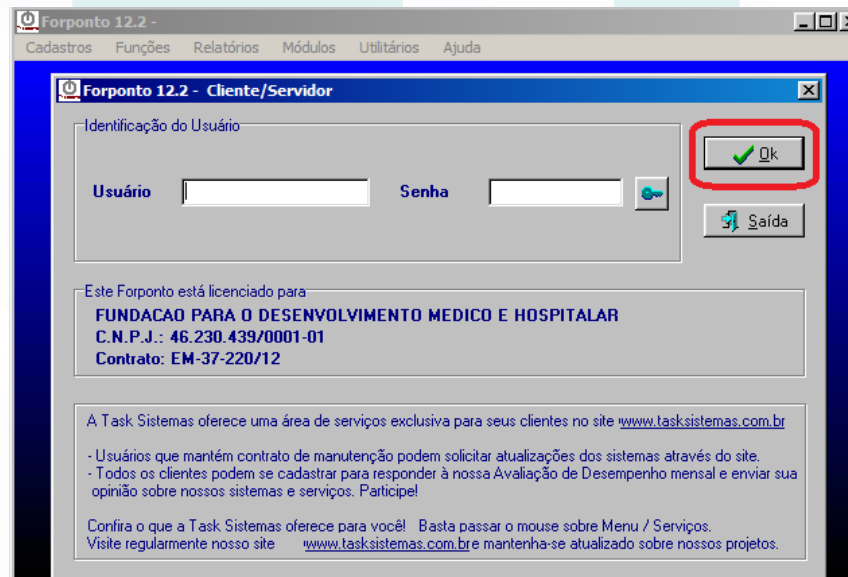 Forponto 12.2 -
Cadastros Funções Relatórios Módulos Utilitários Ajuda
Forponto 12.2 - Cliente/Servidor
Identificação do Usuário
Usuário Senha
Ok
Saída
Este Forponto está licenciado para
FUNDACAO PARA O DESENVOLVIMENTO MEDICO E HOSPITALAR
C.N.P.J.: 46.230.439/0001-01
Contrato: EM-37-220/12
A Task Sistemas oferece uma área de serviços exclusiva para seus clientes no site www.tasksistemas.com.br
- Usuários que mantém contrato de manutenção podem solicitar atualizações dos sistemas através do site.
- Todos os clientes podem se cadastrar para responder à nossa Avaliação de Desempenho mensal e enviar sua
opinião sobre nossos sistemas e serviços. Participe!
Confira o que a Task Sistemas oferece para você! Basta passar o mouse sobre Menu / Serviços.
Visite regularmente nosso site www.tasksistemas.com.br e mantenha-se atualizado sobre nossos projetos.